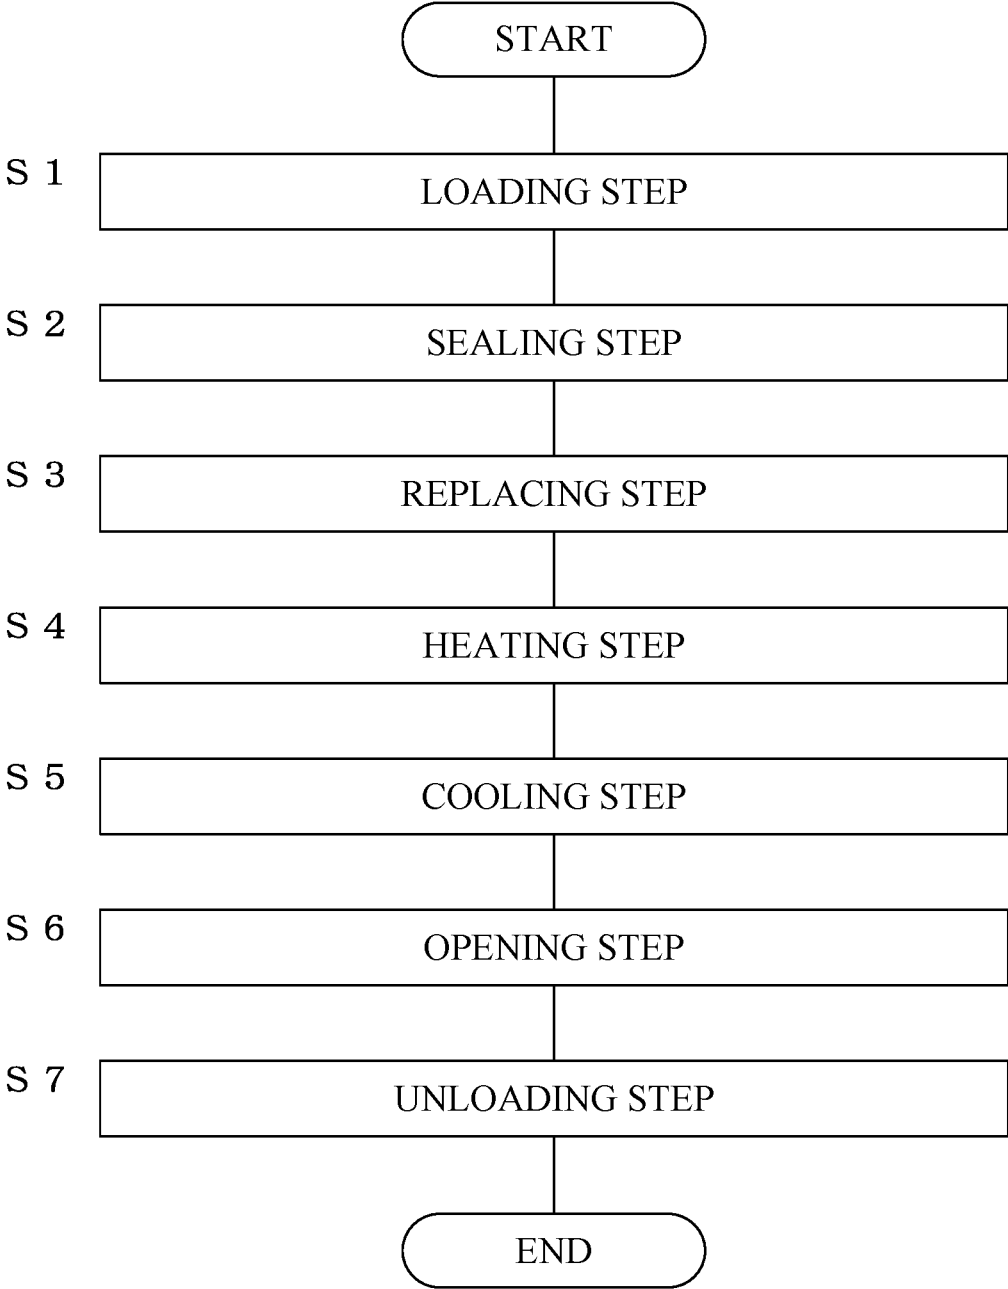 START
S 1
LOADING STEP
S 2
SEALING STEP
S 3
REPLACING STEP
S 4
HEATING STEP
S 5
COOLING STEP
S 6
OPENING STEP
S 7
UNLOADING STEP
END